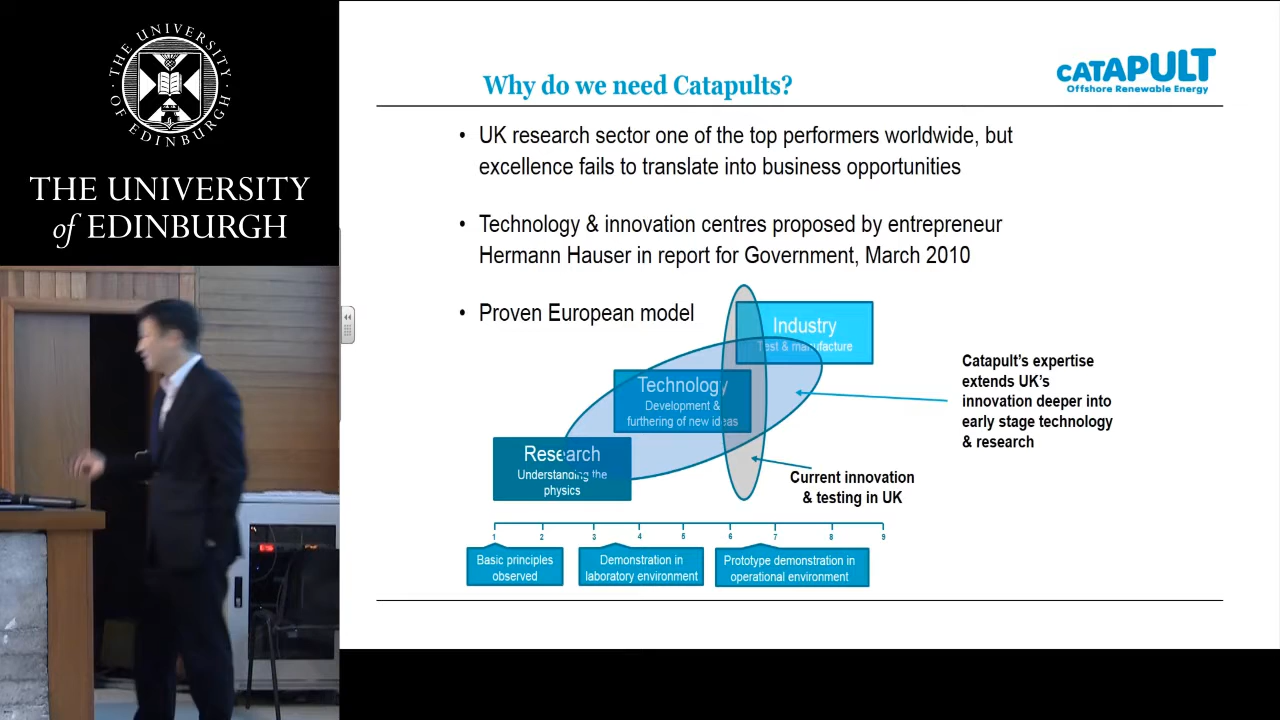 THE UNIVERSITY OF EDINBURGH
THE UNIVERSITY
of EDINBURGH
Why do we need Catapults?
CATAPULT
Offshore Renewable Energy
• UK research sector one of the top performers worldwide, but
excellence fails to translate into business opportunities
• Technology & innovation centres proposed by entrepreneur
Hermann Hauser in report for Government, March 2010
• Proven European model
Industry
Test & manufacture
Technology
Development &
furthering of new ideas
Research
Understanding the
physics
Catapult's expertise
extends UK's
innovation deeper into
early stage technology
& research
Current innovation
& testing in UK
1 2 3 4 5 6 7 8 9
Basic principles
observed
Demonstration in
laboratory environment
Prototype demonstration in
operational environment